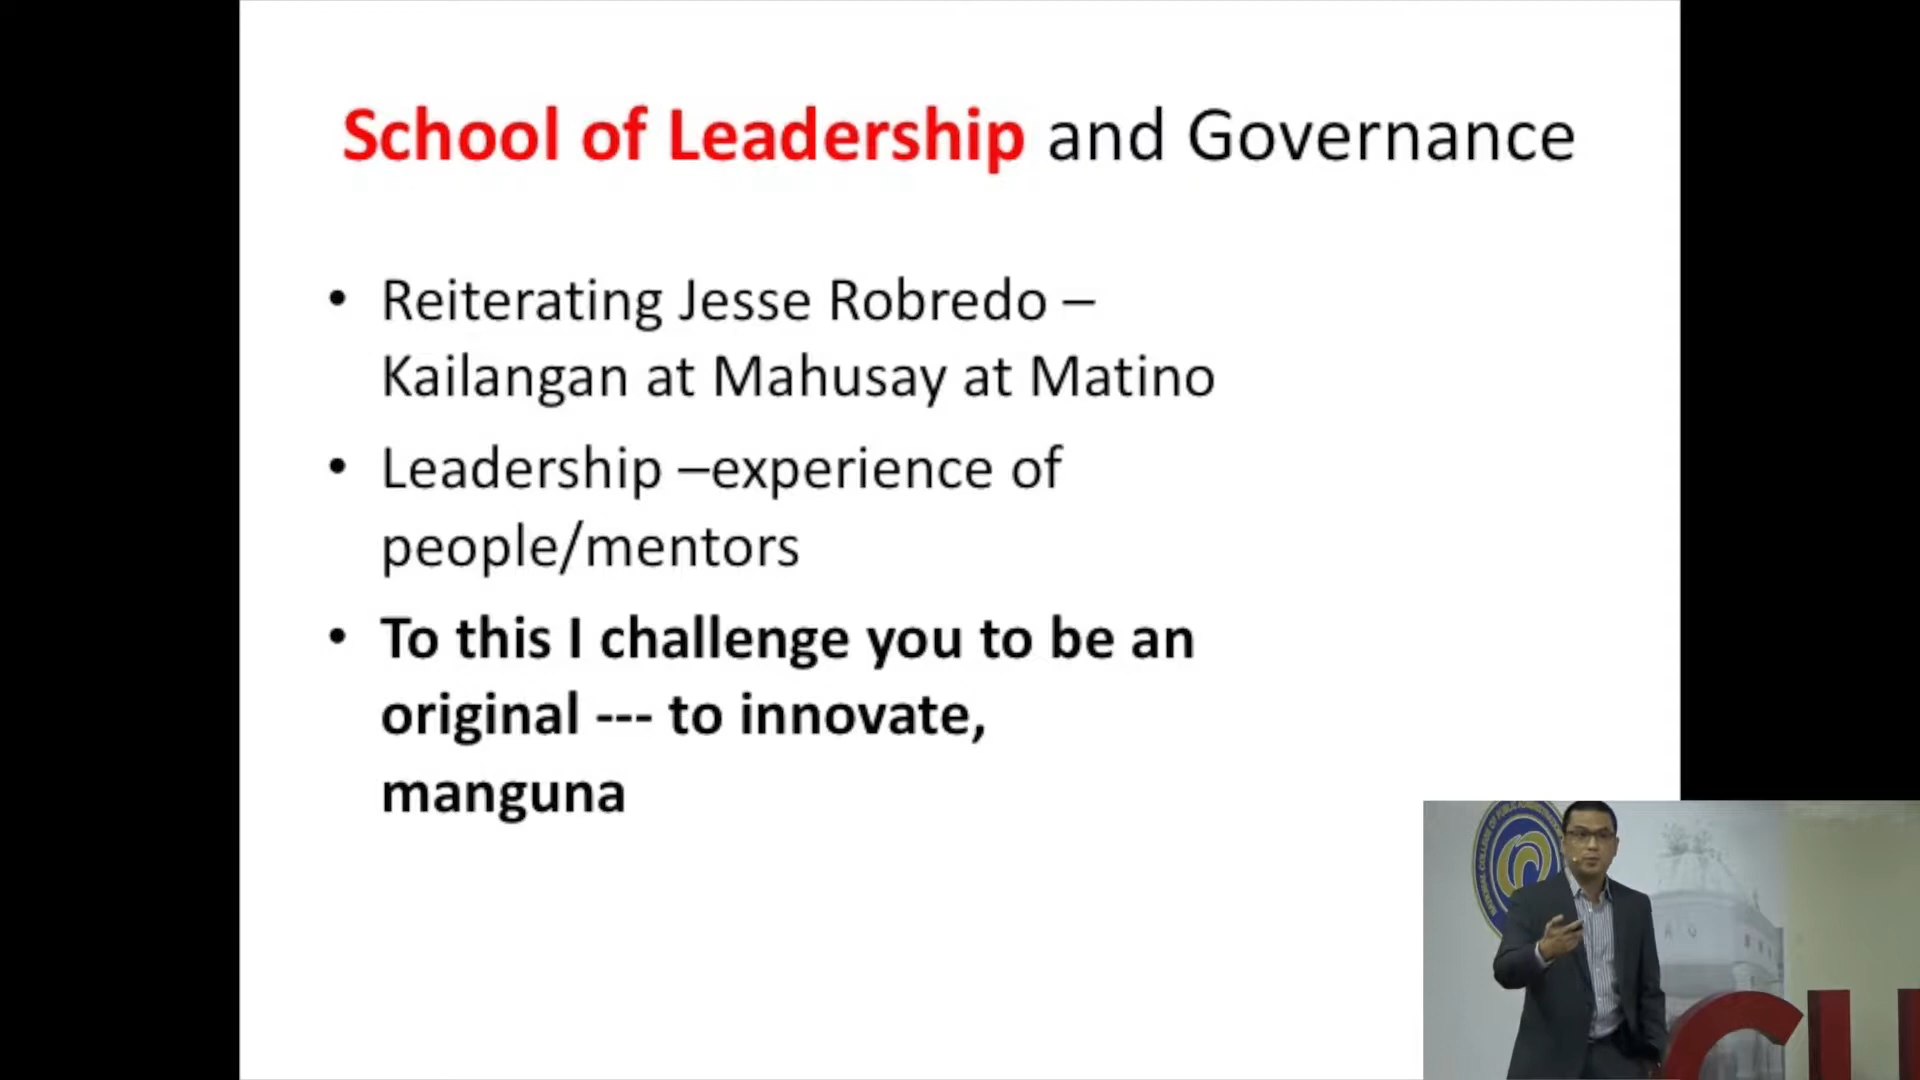 School of Leadership and Governance
• Reiterating Jesse Robredo –
Kailangan at Mahusay at Matino
• Leadership –experience of
people/mentors
• To this I challenge you to be an
original --- to innovate,
manguna